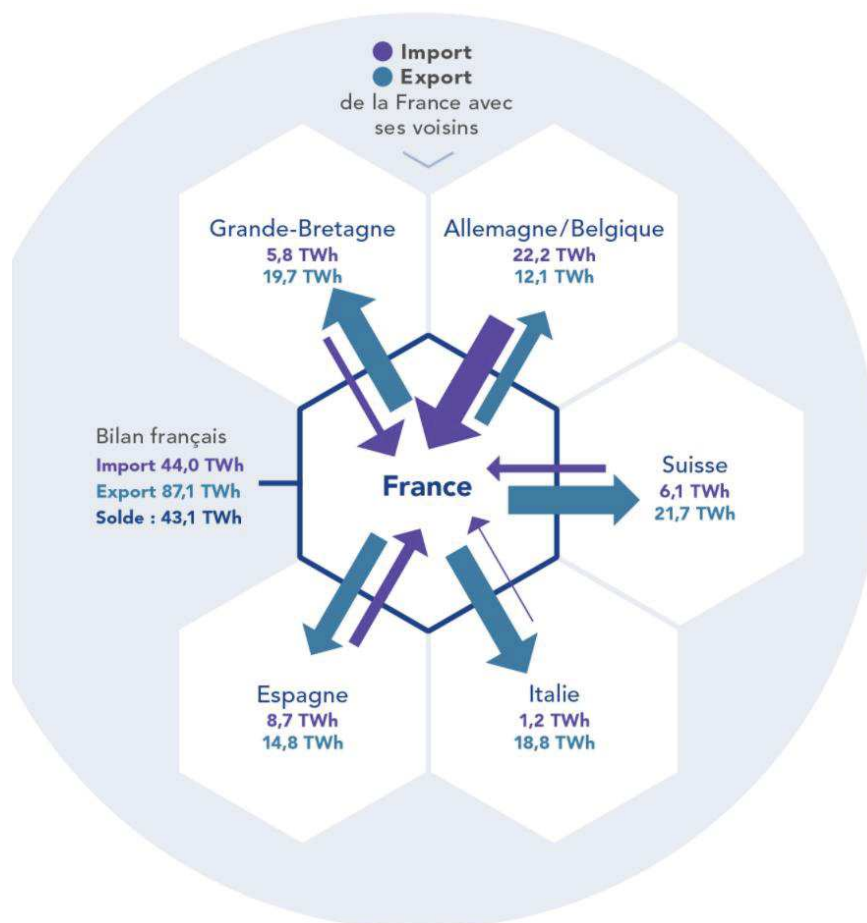 Import
Export
de la France avec
ses voisins
Grande-Bretagne
5,8 TWh
19,7 TWh
Allemagne/Belgique
22,2 TWh
12,1 TWh
Bilan français
Import 44,0 TWh
Export 87,1 TWh
Solde : 43,1 TWh
France
Suisse
6,1 TWh
21,7 TWh
Espagne
8,7 TWh
14,8 TWh
Italie
1,2 TWh
18,8 TWh